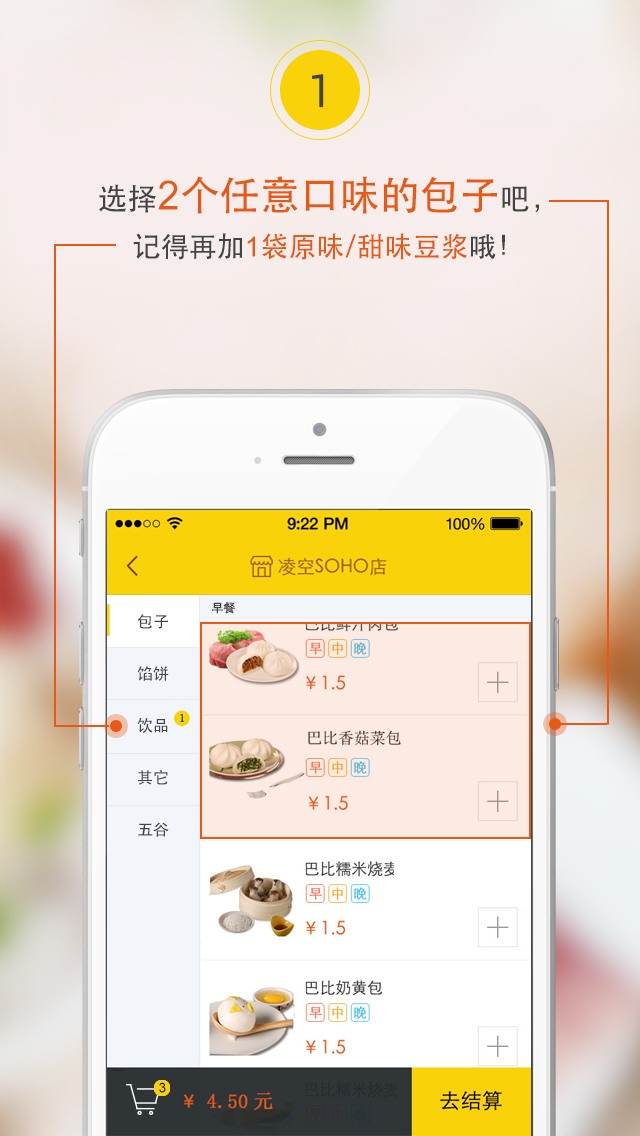 1
选择2个任意口味的包子吧，
记得再加1袋原味/甜味豆浆哦！
9:22 PM
100%
凌空SOHO店
包子
馅饼
饮品
1
其它
五谷
早餐
巴比鲜汁肉包
早 中 晚
¥ 1.5
巴比香菇菜包
早 中 晚
¥ 1.5
巴比糯米烧麦
早 中 晚
¥ 1.5
巴比奶黄包
早 中 晚
¥ 1.5
巴比糯米烧麦
3
¥ 4.50 元
去结算